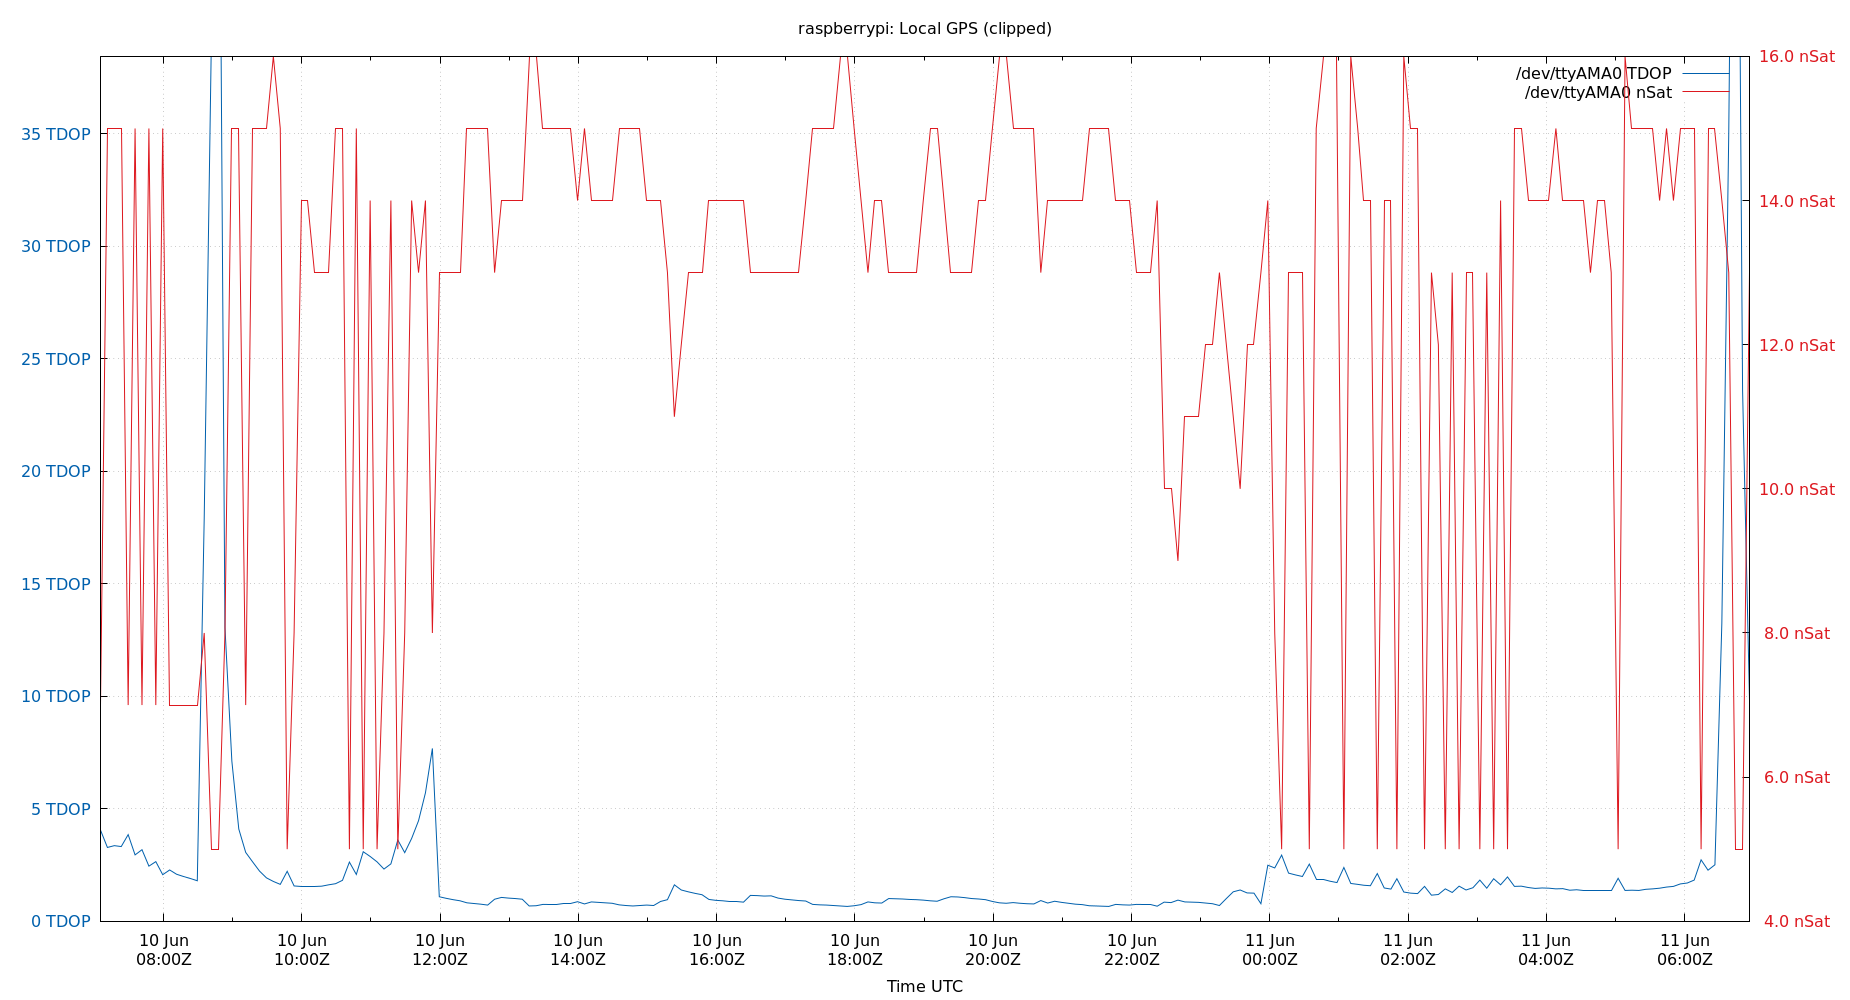 raspberrypi: Local GPS (clipped)
/dev/ttyAMA0 TDOP
/dev/ttyAMA0 nSat
35 TDOP
30 TDOP
25 TDOP
20 TDOP
15 TDOP
10 TDOP
5 TDOP
0 TDOP
16.0 nSat
14.0 nSat
12.0 nSat
10.0 nSat
8.0 nSat
6.0 nSat
4.0 nSat
10 Jun 10 Jun 10 Jun 10 Jun 10 Jun 10 Jun 10 Jun 10 Jun 11 Jun 11 Jun 11 Jun 11 Jun
08:00Z 10:00Z 12:00Z 14:00Z 16:00Z 18:00Z 20:00Z 22:00Z 00:00Z 02:00Z 04:00Z 06:00Z
Time UTC